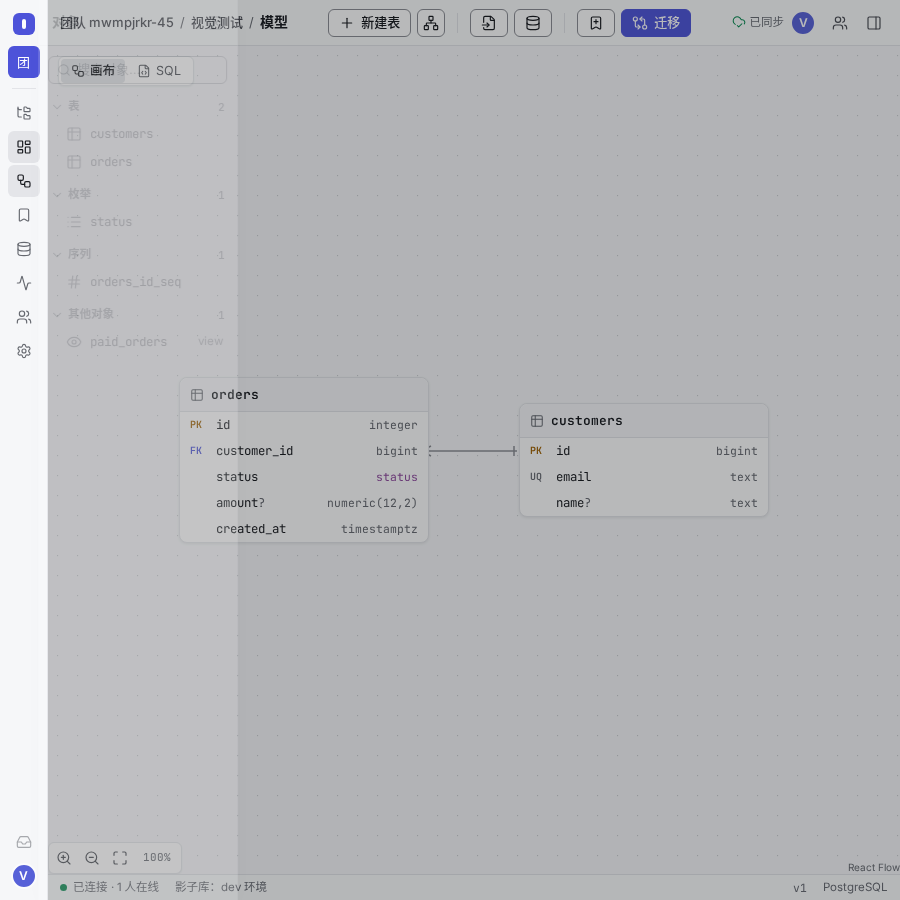 团队 mwmpjrkr-45 / 视觉测试 / 模型
新建表
迁移
已同步
V
团
画布
SQL
表 2
customers
orders
枚举 1
status
序列 1
orders_id_seq
其他对象 1
paid_orders view
orders
PK id integer
FK customer_id bigint
status status
amount? numeric(12,2)
created_at timestamptz
customers
PK id bigint
UQ email text
name? text
100%
React Flow
V
已连接 · 1 人在线 影子库: dev 环境
v1 PostgreSQL